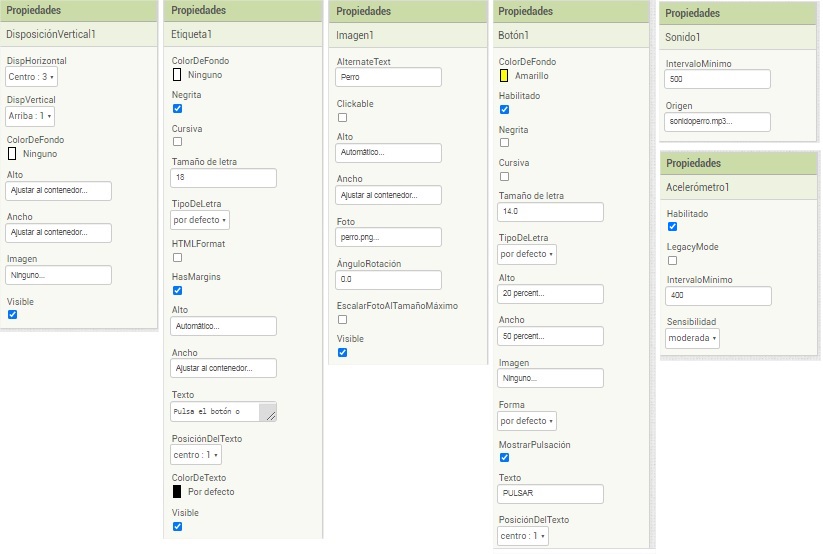 Propiedades
DisposiciónVertical1
DispHorizontal
Centro : 3
DispVertical
Arriba : 1
ColorDeFondo
Ninguno
Alto
Ajustar al contenedor...
Ancho
Ajustar al contenedor...
Imagen
Ninguno...
Visible
Propiedades
Etiqueta1
ColorDeFondo
Ninguno
Negrita
Cursiva
Tamaño de letra
18
TipoDeLetra
por defecto
HTMLFormat
HasMargins
Alto
Automático...
Ancho
Ajustar al contenedor...
Texto
Pulsa el botón o
PosiciónDelTexto
centro : 1
ColorDeTexto
Por defecto
Visible
Propiedades
Imagen1
AlternateText
Perro
Clickable
Alto
Automático...
Ancho
Ajustar al contenedor...
Foto
perro.png...
ÁnguloRotación
0.0
EscalarFotoAlTamañoMáximo
Visible
Propiedades
Botón1
ColorDeFondo
Amarillo
Habilitado
Negrita
Cursiva
Tamaño de letra
14.0
TipoDeLetra
por defecto
Alto
20 percent...
Ancho
50 percent...
Imagen
Ninguno...
Forma
por defecto
MostrarPulsación
Texto
PULSAR
PosiciónDelTexto
centro : 1
Propiedades
Sonido1
IntervaloMínimo
500
Origen
sonidoperro.mp3...
Propiedades
Acelerómetro1
Habilitado
LegacyMode
IntervaloMínimo
400
Sensibilidad
moderada